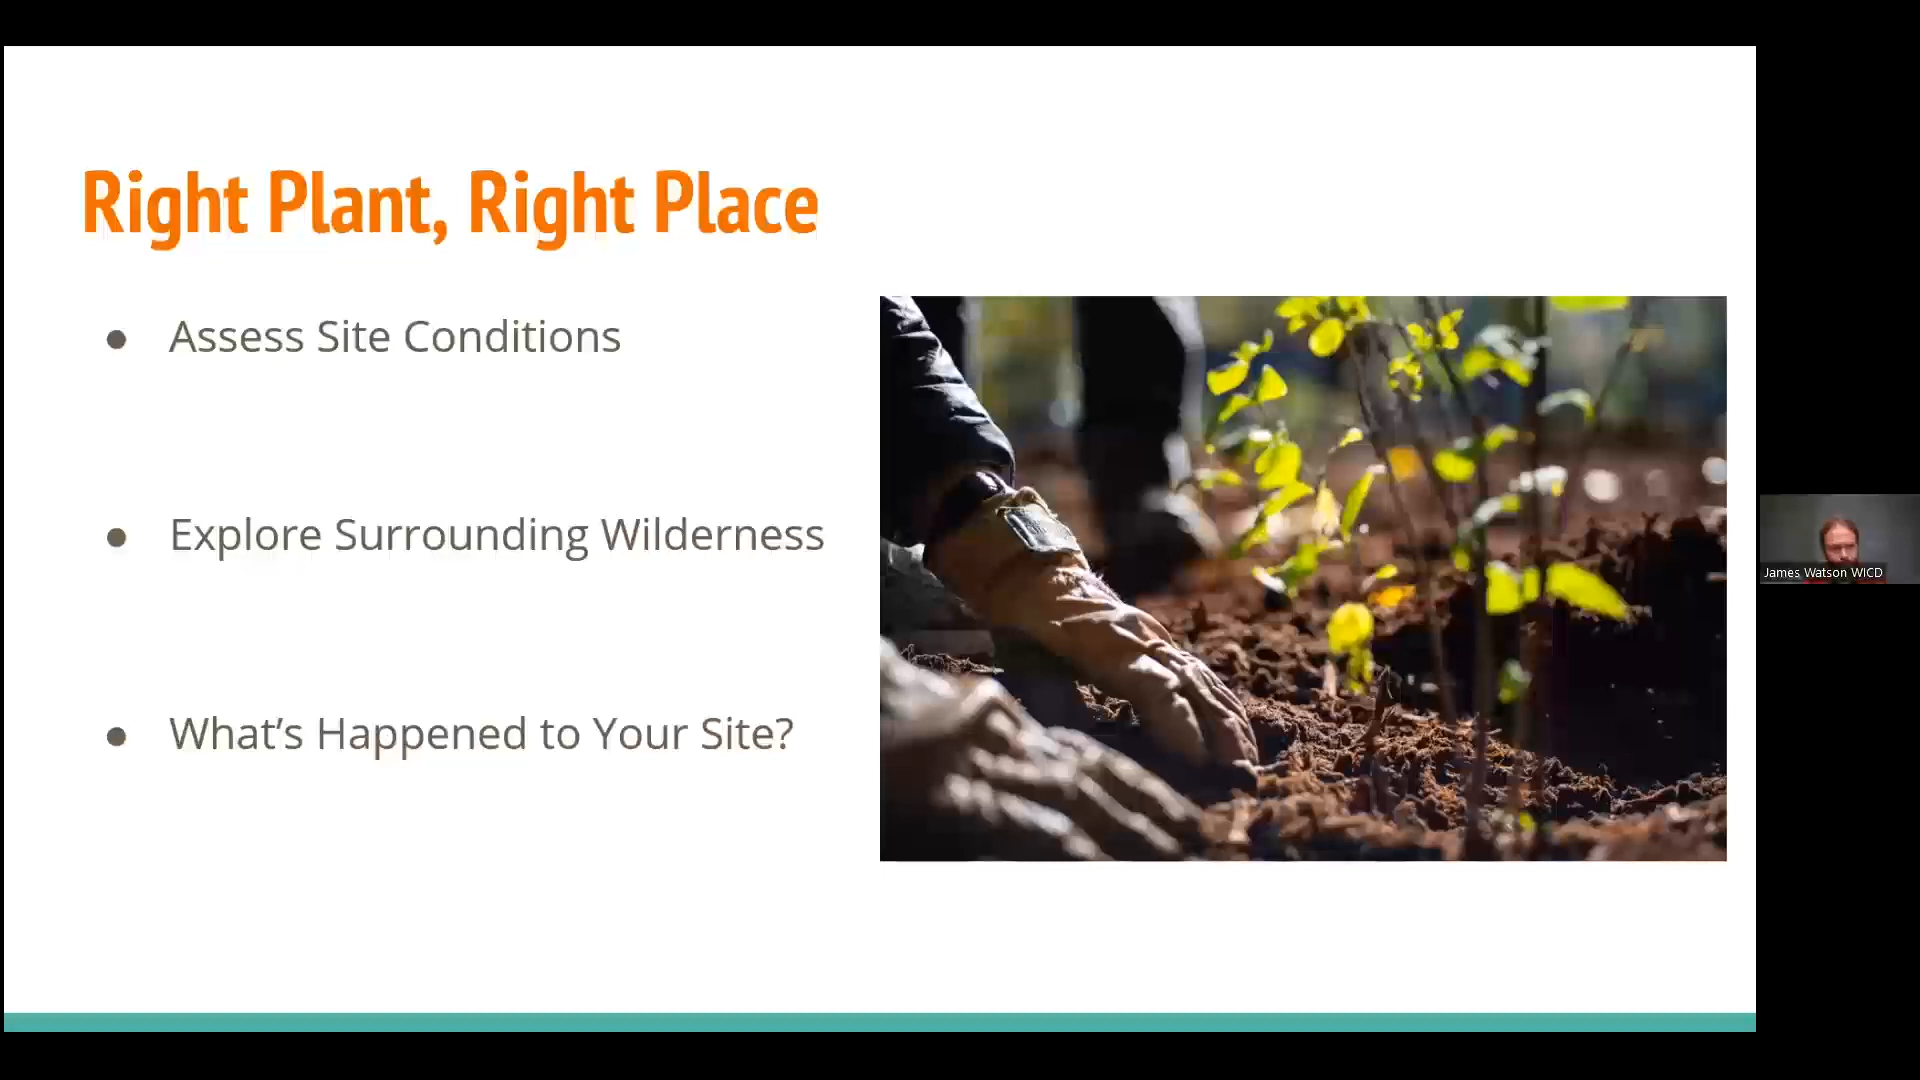 Right Plant, Right Place
Assess Site Conditions
Explore Surrounding Wilderness
What’s Happened to Your Site?
James Watson WICD